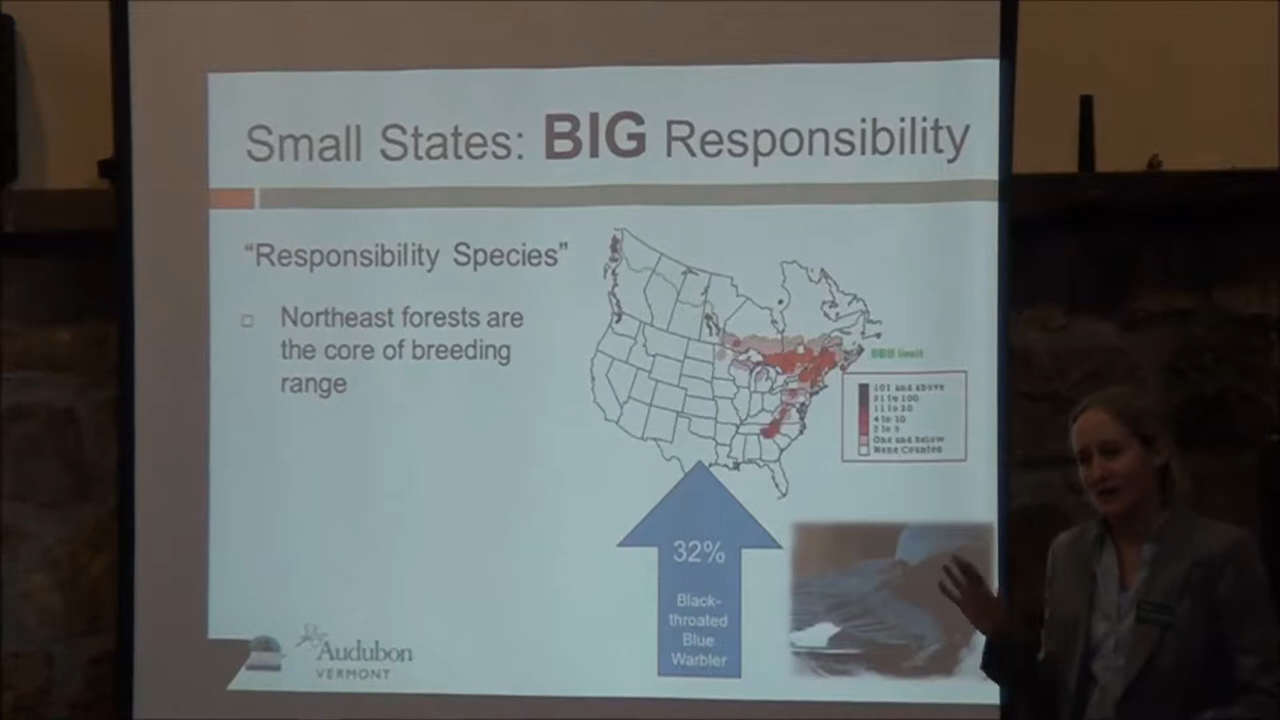 Small States: BIG Responsibility
“Responsibility Species”
Northeast forests are
the core of breeding
range
BBS limit
101 and above
31 to 100
11 to 30
4 to 10
2 to 3
One and below
None Counted
32%
Black-
throated
Blue
Warbler
Audubon
VERMONT